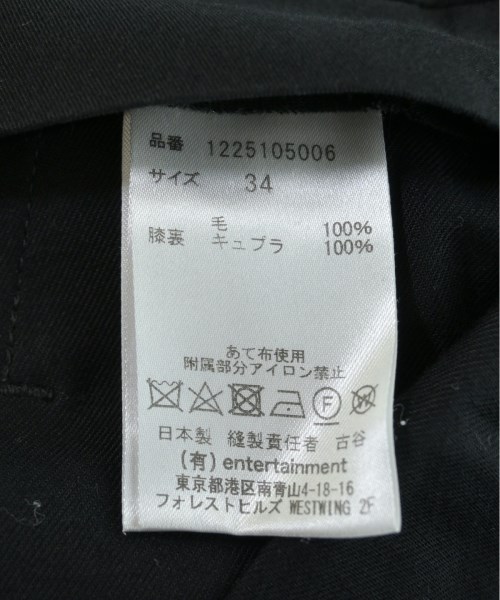 品番 1225105006
サイズ 34
毛 100%
膝裏 キュプラ 100%
あて布使用
附属部分アイロン禁止
F W
日本製 縫製責任者 古谷
(有) entertainment
東京都港区南青山4-18-16
フォレストヒルズ WESTWING 2F